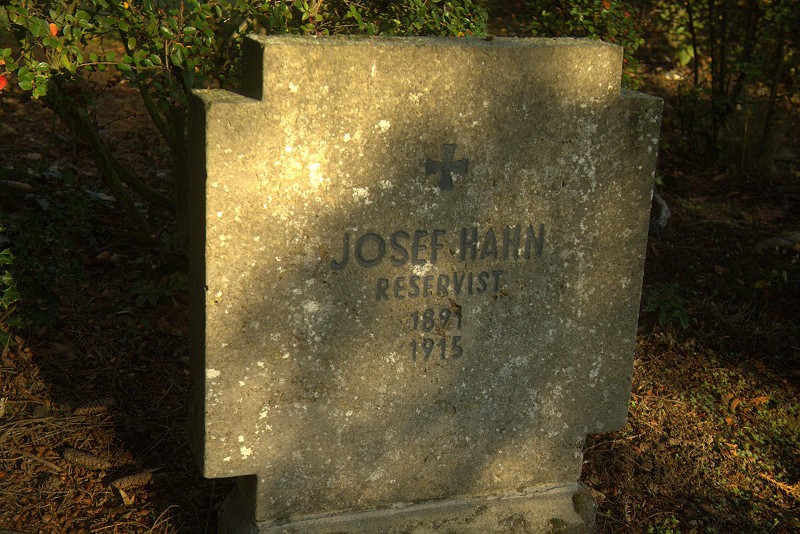 JOSEF HAHN
RESERVIST
1891
1915